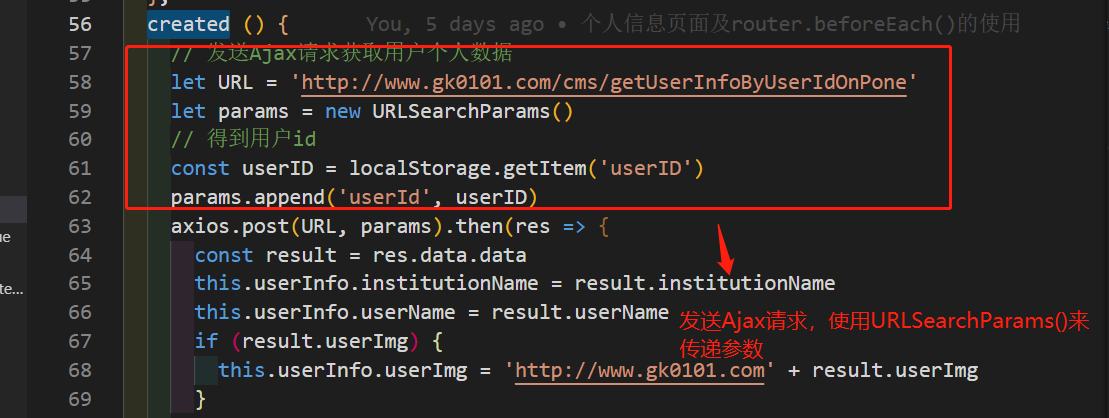 56 created () { You, 5 days ago • 个人信息页面及router.beforeEach()的使用
57 // 发送Ajax请求获取用户个人数据
58 let URL = 'http://www.gk0101.com/cms/getUserInfoByUserIdOnPone'
59 let params = new URLSearchParams()
60 // 得到用户id
61 const userID = localStorage.getItem('userID')
62 params.append('userId', userID)
63 axios.post(URL, params).then(res => {
64 const result = res.data.data
65 this.userInfo.institutionName = result.institutionName
66 this.userInfo.userName = result.userName
67 if (result.userImg) {
68 this.userInfo.userImg = 'http://www.gk0101.com' + result.userImg
69 }
发送Ajax请求，使用URLSearchParams()来
传递参数
ue
te...